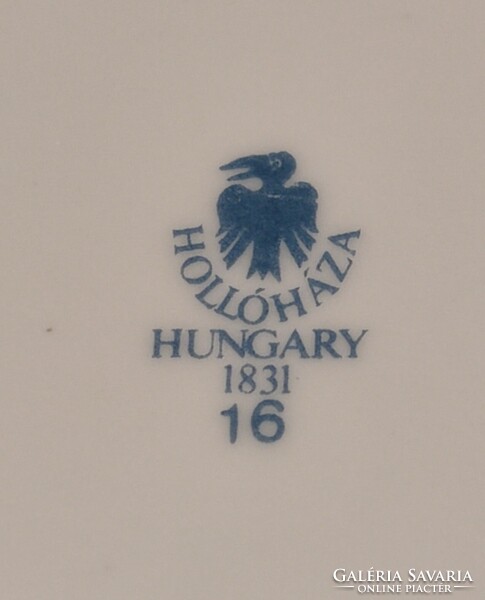 HOLLÓHÁZA
HUNGARY
1831
16
GALÉRIA SAVARIA
ONLINE PIACTÉR